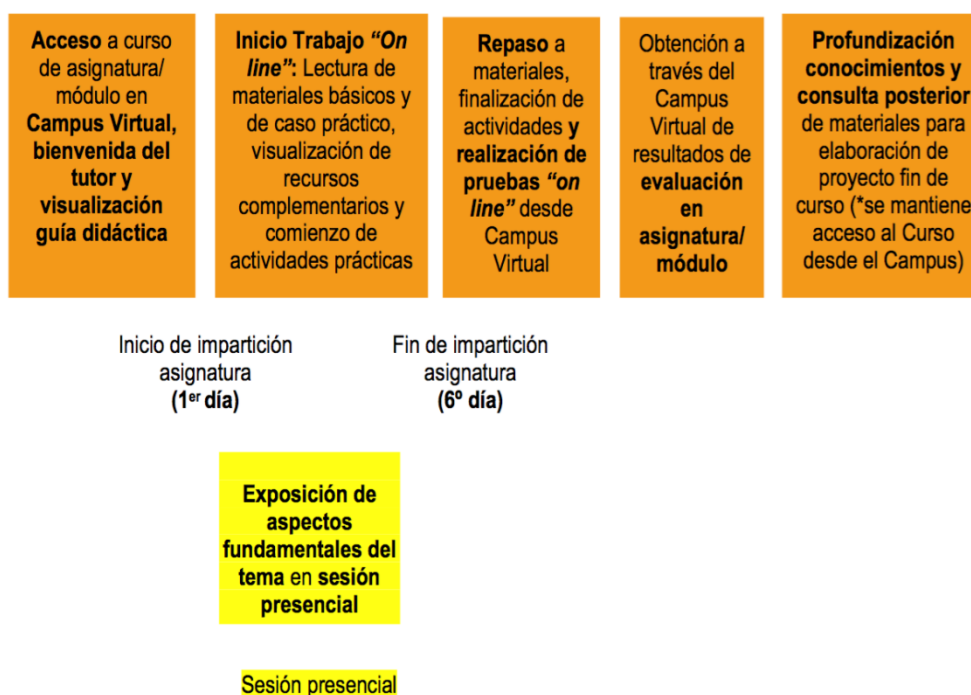 Acceso a curso
de asignatura/
módulo en
Campus Virtual,
bienvenida del
tutor y
visualización
guía didáctica
Inicio Trabajo “On
line”: Lectura de
materiales básicos y
de caso práctico,
visualización de
recursos
complementarios y
comienzo de
actividades prácticas
Repaso a
materiales,
finalización de
actividades y
realización de
pruebas “on
line” desde
Campus
Virtual
Obtención a
través del
Campus
Virtual de
resultados de
evaluación
en
asignatura/
módulo
Profundización
conocimientos y
consulta posterior
de materiales para
elaboración de
proyecto fin de
curso (*se mantiene
acceso al Curso
desde el Campus)
Inicio de impartición
asignatura
(1er día)
Fin de impartición
asignatura
(6º día)
Exposición de
aspectos
fundamentales del
tema en sesión
presencial
Sesión presencial